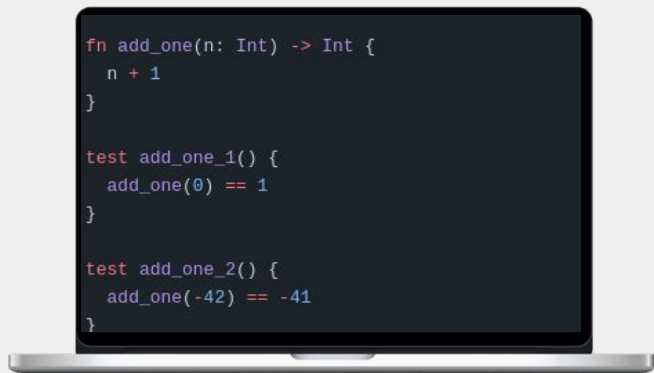 fn add_one(n: Int) -> Int {
  n + 1
}
test add_one_1() {
  add_one(0) == 1
}
test add_one_2() {
  add_one(-42) == -41
}